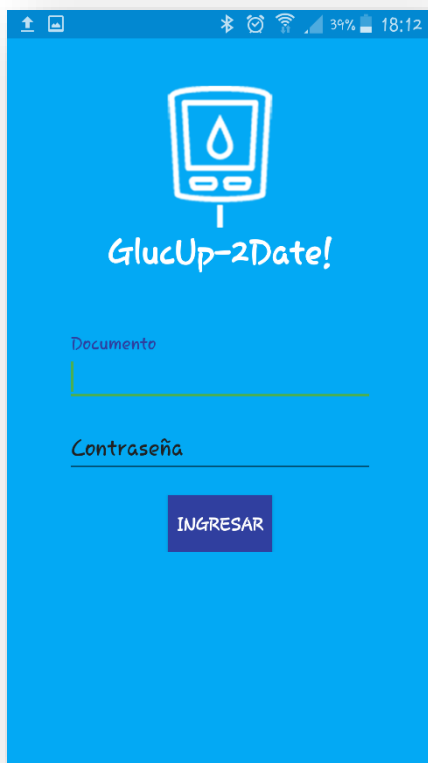 39% 18:12
GlucUp-2Date!
Documento
Contraseña
INGRESAR